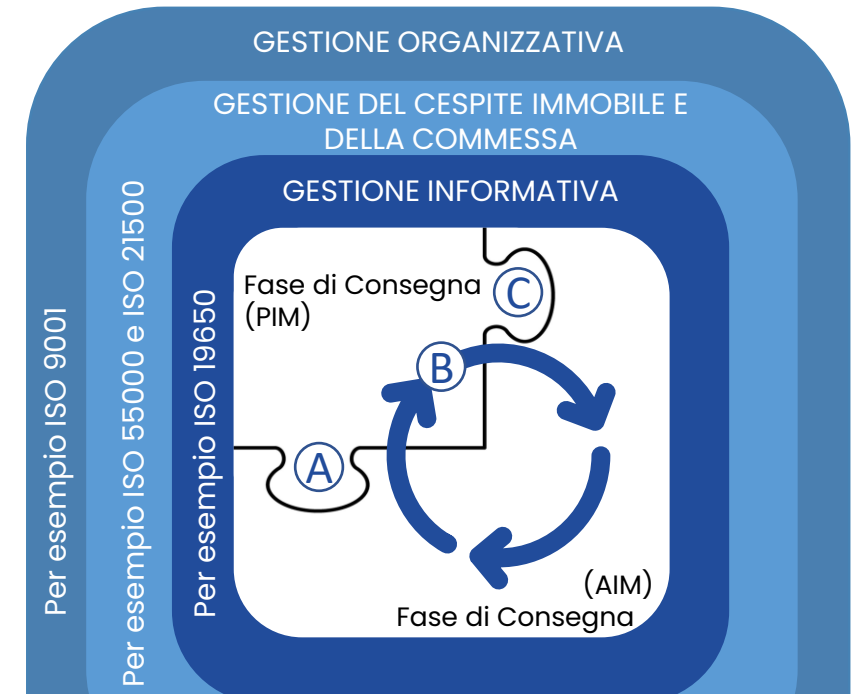 GESTIONE ORGANIZZATIVA
GESTIONE DEL CESPITE IMMOBILE E
DELLA COMMESSA
GESTIONE INFORMATIVA
Per esempio ISO 9001
Per esempio ISO 55000 e ISO 21500
Per esempio ISO 19650
Fase di Consegna
(PIM)
C
B
A
(AIM)
Fase di Consegna